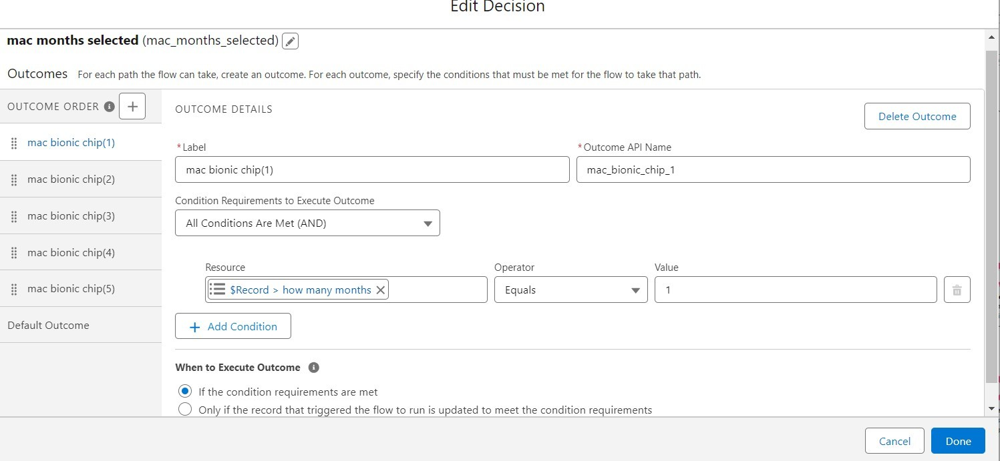 Edit Decision
mac months selected (mac_months_selected)
Outcomes For each path the flow can take, create an outcome. For each outcome, specify the conditions that must be met for the flow to take that path.
OUTCOME ORDER
mac bionic chip(1)
mac bionic chip(2)
mac bionic chip(3)
mac bionic chip(4)
mac bionic chip(5)
Default Outcome
OUTCOME DETAILS
Delete Outcome
*Label
mac bionic chip(1)
*Outcome API Name
mac_bionic_chip_1
Condition Requirements to Execute Outcome
All Conditions Are Met (AND)
Resource
$Record > how many months
Operator
Equals
Value
1
+ Add Condition
When to Execute Outcome
If the condition requirements are met
Only if the record that triggered the flow to run is updated to meet the condition requirements
Cancel
Done